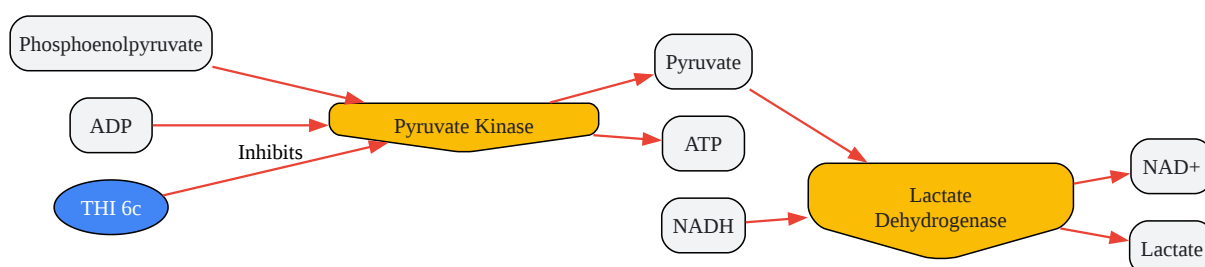 Phosphoenolpyruvate
ADP
THI 6c
Inhibits
Pyruvate Kinase
Pyruvate
ATP
NADH
Lactate
Dehydrogenase
NAD+
Lactate